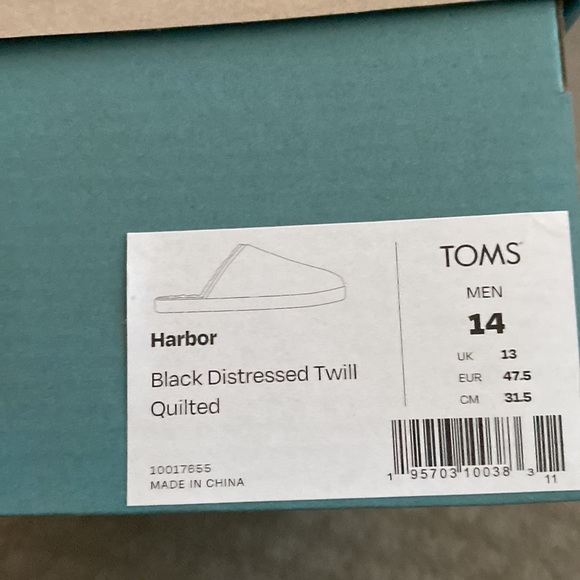 Harbor
Black Distressed Twill
Quilted
10017655
MADE IN CHINA
TOMS
MEN
14
UK 13
EUR 47.5
CM 31.5
1 95703 10038 3 11